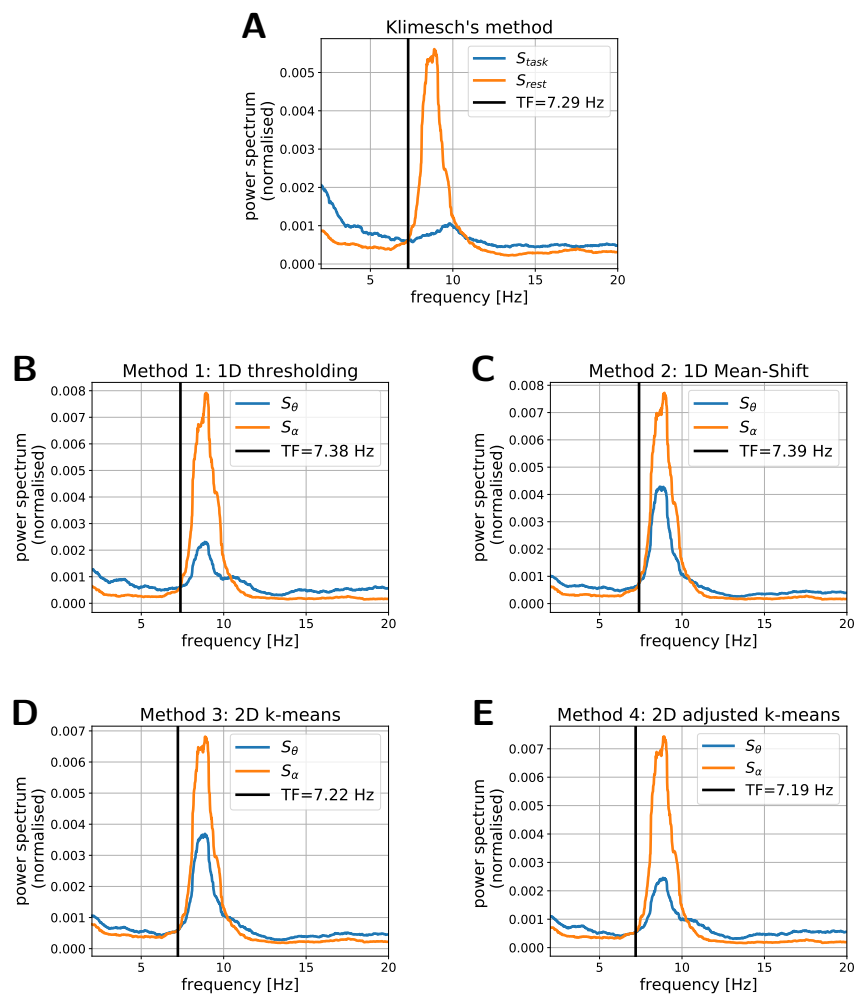 A
Klimesch's method
power spectrum
(normalised)
0.005
0.004
0.003
0.002
0.001
0.000
S_task
S_rest
TF=7.29 Hz
5 10 15 20
frequency [Hz]
B
Method 1: 1D thresholding
power spectrum
(normalised)
0.008
0.007
0.006
0.005
0.004
0.003
0.002
0.001
0.000
S_θ
S_α
TF=7.38 Hz
5 10 15 20
frequency [Hz]
C
Method 2: 1D Mean-Shift
power spectrum
(normalised)
0.008
0.007
0.006
0.005
0.004
0.003
0.002
0.001
0.000
S_θ
S_α
TF=7.39 Hz
5 10 15 20
frequency [Hz]
D
Method 3: 2D k-means
power spectrum
(normalised)
0.007
0.006
0.005
0.004
0.003
0.002
0.001
0.000
S_θ
S_α
TF=7.22 Hz
5 10 15 20
frequency [Hz]
E
Method 4: 2D adjusted k-means
power spectrum
(normalised)
0.007
0.006
0.005
0.004
0.003
0.002
0.001
0.000
S_θ
S_α
TF=7.19 Hz
5 10 15 20
frequency [Hz]